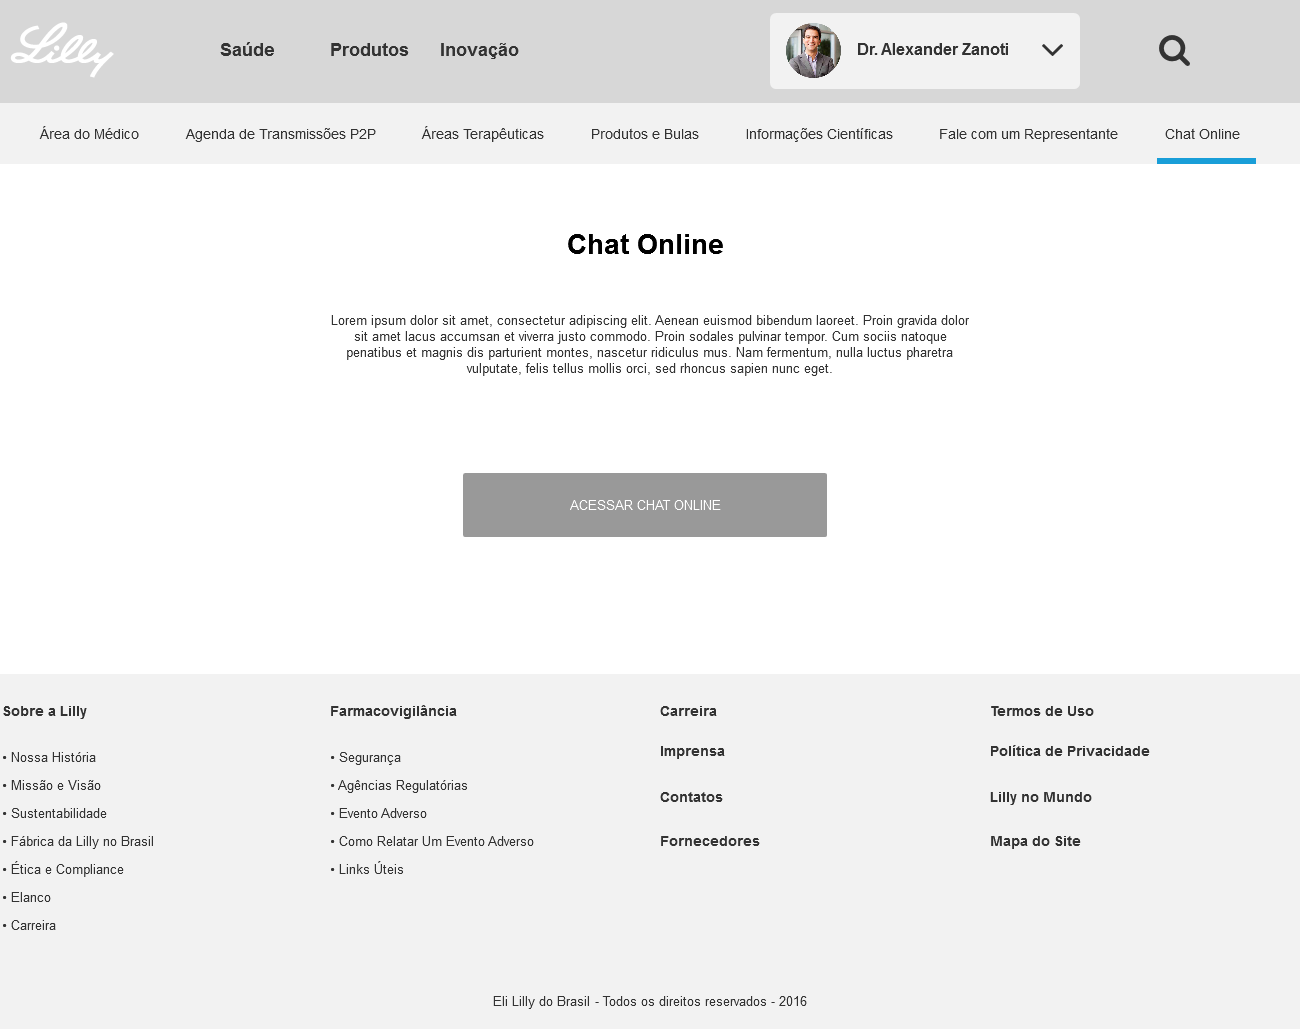 Lilly
Saúde Produtos Inovação
Dr. Alexander Zanoti
Área do Médico Agenda de Transmissões P2P Áreas Terapêuticas Produtos e Bulas Informações Científicas Fale com um Representante Chat Online
Chat Online
Lorem ipsum dolor sit amet, consectetur adipiscing elit. Aenean euismod bibendum laoreet. Proin gravida dolor
sit amet lacus accumsan et viverra justo commodo. Proin sodales pulvinar tempor. Cum sociis natoque
penatibus et magnis dis parturient montes, nascetur ridiculus mus. Nam fermentum, nulla luctus pharetra
vulputate, felis tellus mollis orci, sed rhoncus sapien nunc eget.
ACESSAR CHAT ONLINE
Sobre a Lilly
• Nossa História
• Missão e Visão
• Sustentabilidade
• Fábrica da Lilly no Brasil
• Ética e Compliance
• Elanco
• Carreira
Farmacovigilância
• Segurança
• Agências Regulatórias
• Evento Adverso
• Como Relatar Um Evento Adverso
• Links Úteis
Carreira
Imprensa
Contatos
Fornecedores
Termos de Uso
Política de Privacidade
Lilly no Mundo
Mapa do Site
Eli Lilly do Brasil - Todos os direitos reservados - 2016